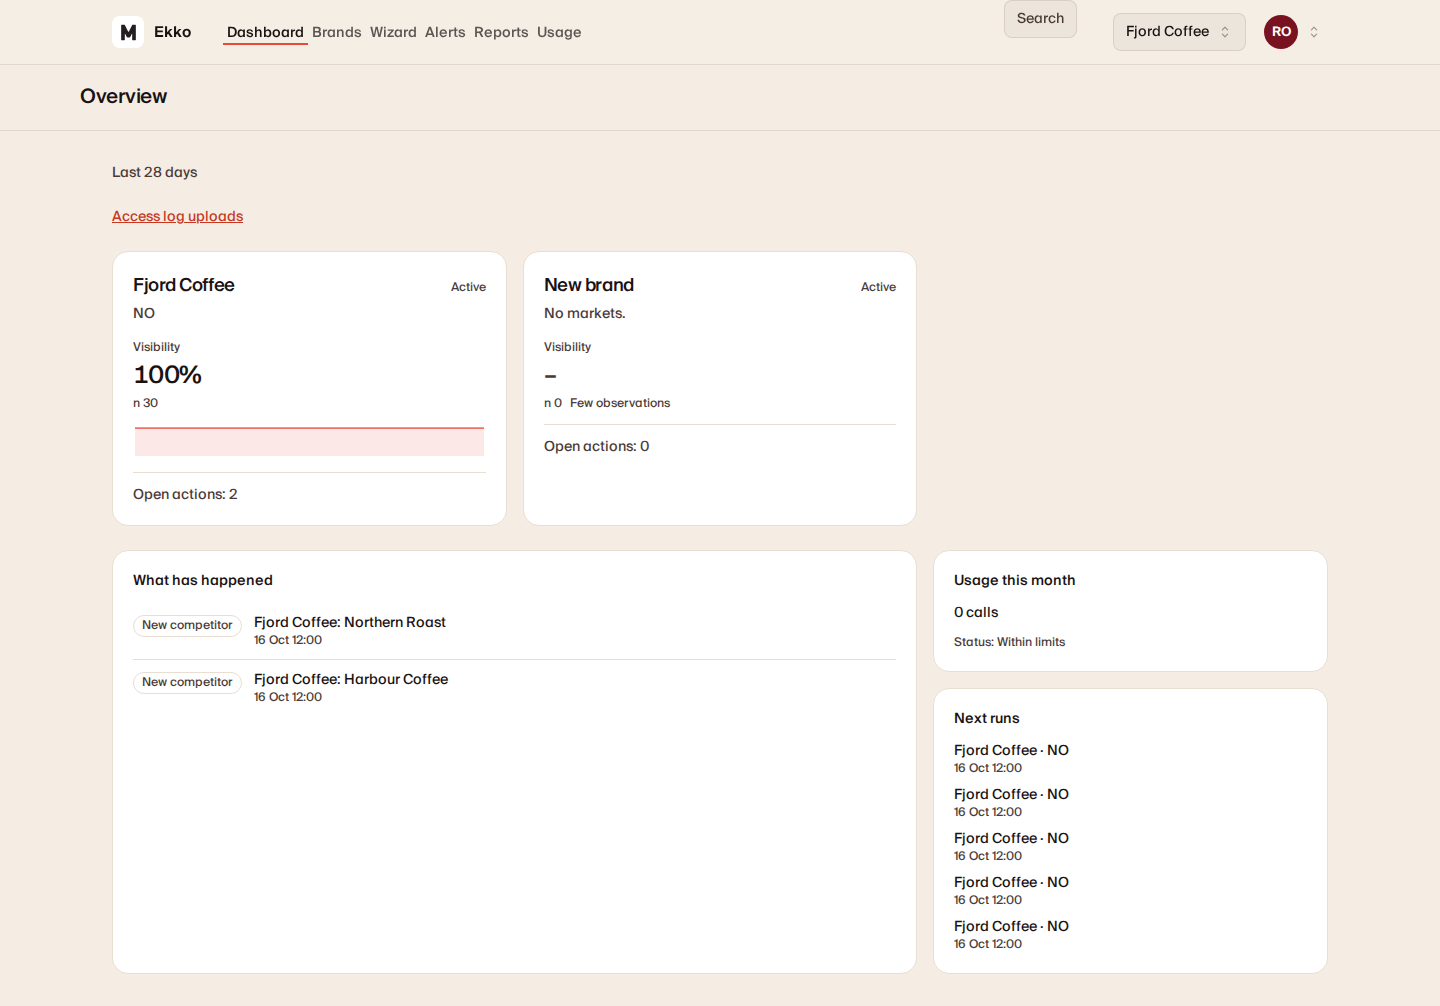 M Ekko Dashboard Brands Wizard Alerts Reports Usage Search Fjord Coffee RO
Overview
Last 28 days
Access log uploads
Fjord Coffee Active
NO
Visibility
100%
n 30
Open actions: 2
New brand Active
No markets.
Visibility
–
n 0 Few observations
Open actions: 0
What has happened
New competitor Fjord Coffee: Northern Roast
16 Oct 12:00
New competitor Fjord Coffee: Harbour Coffee
16 Oct 12:00
Usage this month
0 calls
Status: Within limits
Next runs
Fjord Coffee · NO
16 Oct 12:00
Fjord Coffee · NO
16 Oct 12:00
Fjord Coffee · NO
16 Oct 12:00
Fjord Coffee · NO
16 Oct 12:00
Fjord Coffee · NO
16 Oct 12:00